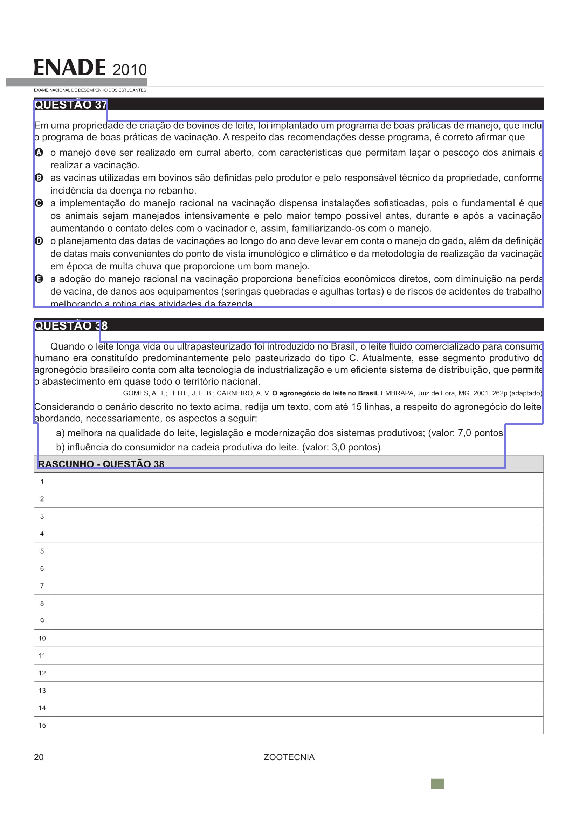 ENADE 2010
EXAME NACIONAL DE DESEMPENHO DOS ESTUDANTES
QUESTÃO 37
Em uma propriedade de criação de bovinos de leite, foi implantado um programa de boas práticas de manejo, que inclui
o programa de boas práticas de vacinação. A respeito das recomendações desse programa, é correto afirmar que
A o manejo deve ser realizado em curral aberto, com características que permitam laçar o pescoço dos animais e
realizar a vacinação.
B as vacinas utilizadas em bovinos são definidas pelo produtor e pelo responsável técnico da propriedade, conforme
incidência da doença no rebanho.
C a implementação do manejo racional na vacinação dispensa instalações sofisticadas, pois o fundamental é que
os animais sejam manejados intensivamente e pelo maior tempo possível antes, durante e após a vacinação,
aumentando o contato deles com o vacinador e, assim, familiarizando-os com o manejo.
D o planejamento das datas de vacinações ao longo do ano deve levar em conta o manejo do gado, além da definição
de datas mais convenientes do ponto de vista imunológico e climático e da metodologia de realização da vacinação
em época de muita chuva que proporcione um bom manejo.
E a adoção do manejo racional na vacinação proporciona benefícios econômicos diretos, com diminuição na perda
de vacina, de danos aos equipamentos (seringas quebradas e agulhas tortas) e de riscos de acidentes de trabalho,
melhorando a rotina das atividades da fazenda.
QUESTÃO 38
Quando o leite longa vida ou ultrapasteurizado foi introduzido no Brasil, o leite fluido comercializado para consumo
humano era constituído predominantemente pelo pasteurizado do tipo C. Atualmente, esse segmento produtivo do
agronegócio brasileiro conta com alta tecnologia de industrialização e um eficiente sistema de distribuição, que permite
o abastecimento em quase todo o território nacional.
CARNEIRO, A. V. O agronegócio do leite no Brasil. EMBRAPA, Juiz de Fora, MG, 2001, 262p (adaptado)
Considerando o cenário descrito no texto acima, redija um texto, com até 15 linhas, a respeito do agronegócio do leite,
abordando, necessariamente, os aspectos a seguir:
a) melhora na qualidade do leite, legislação e modernização dos sistemas produtivos; (valor: 7,0 pontos)
b) influência do consumidor na cadeia produtiva do leite. (valor: 3,0 pontos)
RASCUNHO - QUESTÃO 38
1
2
3
4
5
6
7
8
9
10
11
12
13
14
15
20
ZOOTECNIA